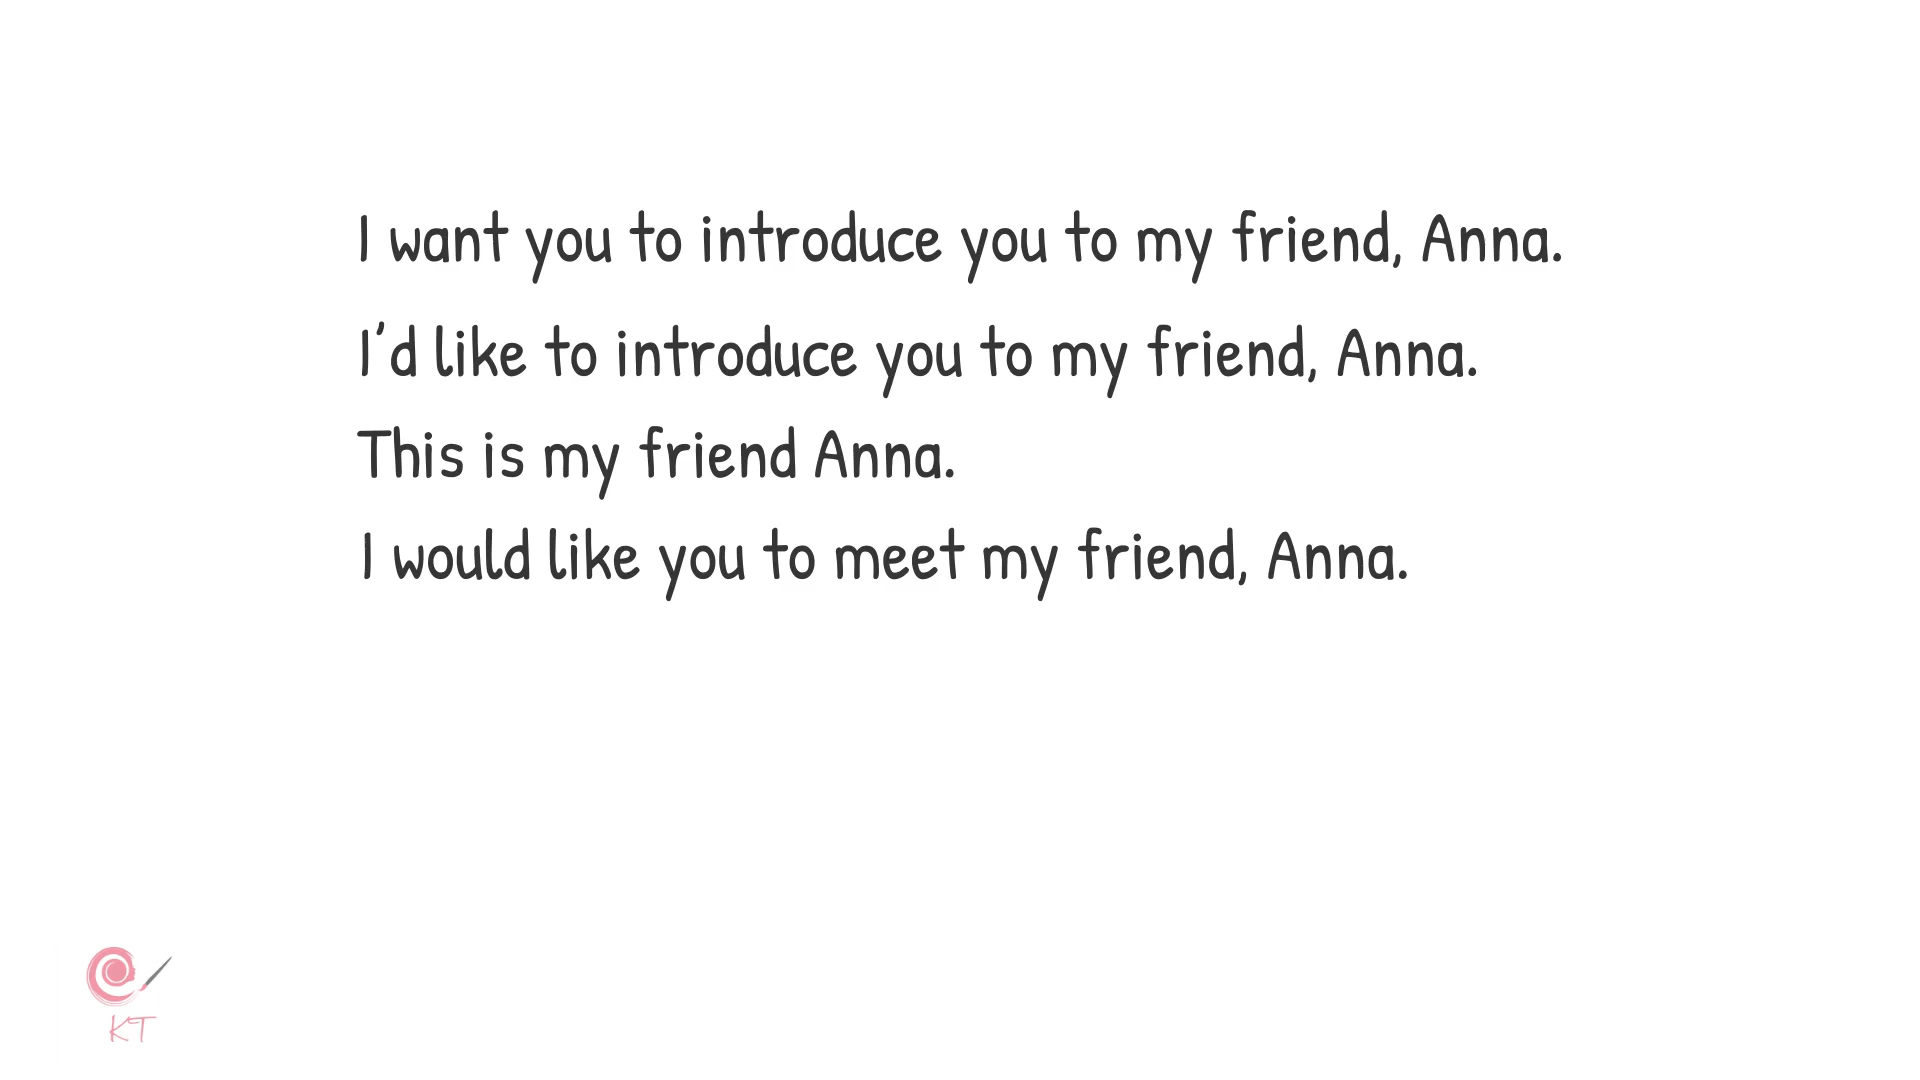 I want you to introduce you to my friend, Anna.
I'd like to introduce you to my friend, Anna.
This is my friend Anna.
I would like you to meet my friend, Anna.
KT